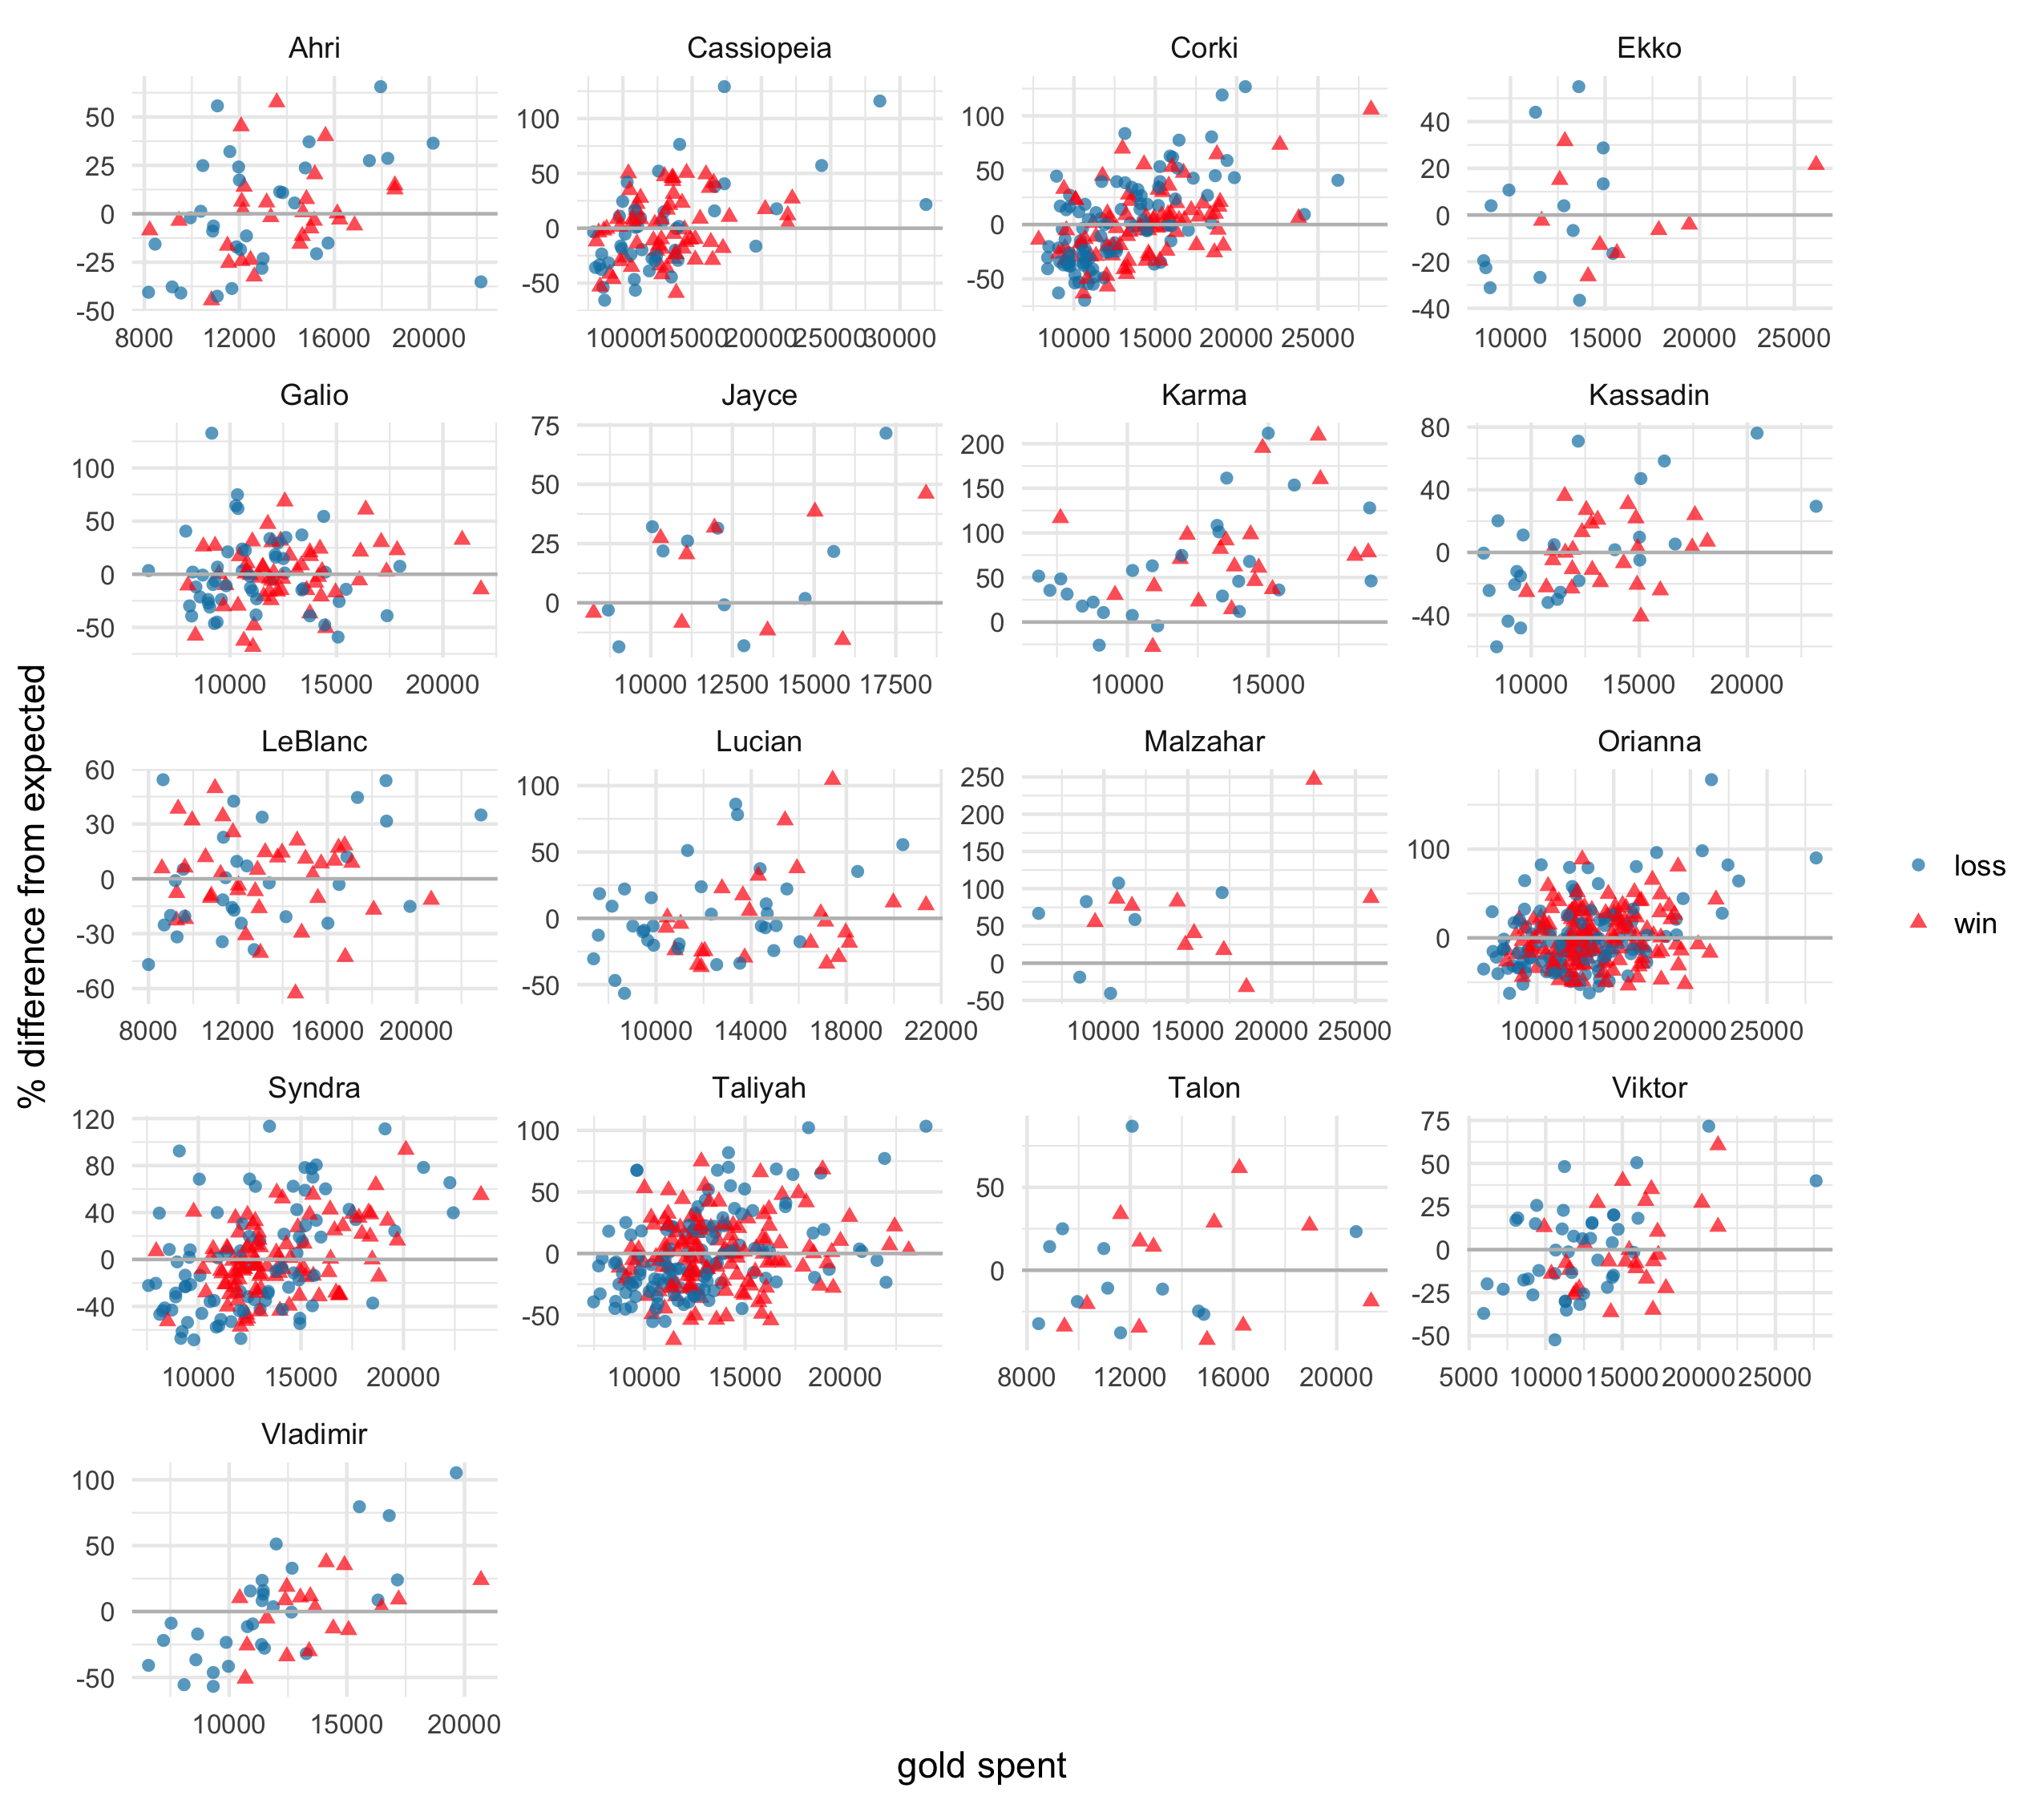 Ahri Cassiopeia Corki Ekko
50 25 0 -25 -50
100 50 0 -50
100 50 0 -50
40 20 0 -20 -40
8000 12000 16000 20000
10000 15000 20000 25000 30000
10000 15000 20000 25000
10000 15000 20000 25000
Galio Jayce Karma Kassadin
100 50 0 -50
75 50 25 0
200 150 100 50 0
80 40 0 -40
10000 15000 20000
10000 12500 15000 17500
10000 15000
10000 15000 20000
% difference from expected
LeBlanc Lucian Malzahar Orianna
60 30 0 -30 -60
100 50 0 -50
250 200 150 100 50 0 -50
100 0
8000 12000 16000 20000
10000 14000 18000 22000
10000 15000 20000 25000
10000 15000 20000 25000
loss
win
Syndra Taliyah Talon Viktor
120 80 40 0 -40
100 50 0 -50
50 0
75 50 25 0 -25 -50
10000 15000 20000
10000 15000 20000
8000 12000 16000 20000
5000 10000 15000 20000 25000
Vladimir
100 50 0 -50
10000 15000 20000
gold spent